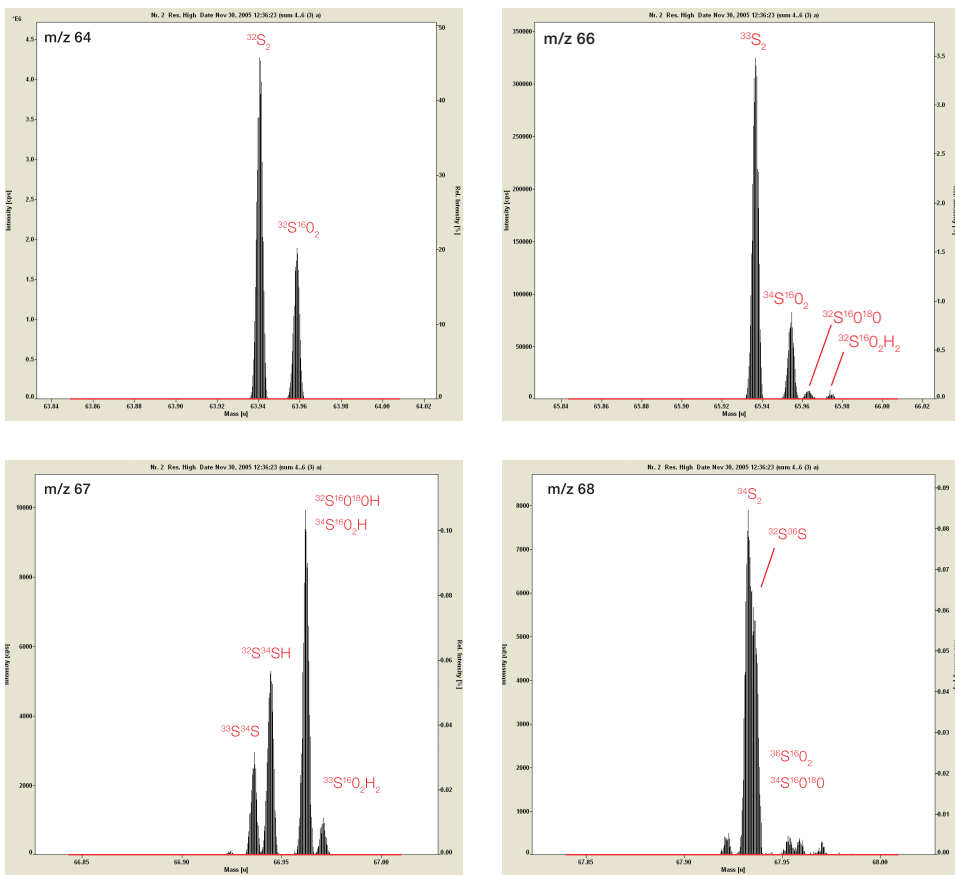 Nr. 2 Res. High Date Nov 30, 2005 12:36:23 (sum 4..6 (3) a)
*E6
m/z 64
³²S₂
³²S¹⁶O₂
4.5
4.0
3.5
3.0
2.5
2.0
1.5
1.0
0.5
0.0
50
40
30
20
10
0
Intensity [cps]
Rel. Intensity [%]
63.84 63.88 63.90 63.92 63.94 63.96 63.98 64.00 64.02
Mass [u]
Nr. 2 Res. High Date Nov 30, 2005 12:36:23 (sum 4..6 (3) a)
m/z 66
³³S₂
³⁴S¹⁶O₂
³²S¹⁶O¹⁸O
³²S¹⁶O₂H₂
350000
300000
250000
200000
150000
100000
50000
0
3.5
3.0
2.0
1.0
0.5
0.0
Intensity [cps]
65.84 65.86 65.88 65.92 65.94 65.96 65.98 66.00 66.02
Mass [u]
Nr. 2 Res. High Date Nov 30, 2005 12:36:23 (sum 4..6 (3) a)
m/z 67
³²S¹⁶O¹⁸OH
³⁴S¹⁶O₂H
³²S³⁴SH
³³S³⁴S
³³S¹⁶O₂H₂
10000
8000
6000
4000
2000
0
0.10
0.08
0.06
0.04
0.02
0.00
Intensity [cps]
Rel. Intensity [%]
66.85 66.90 66.95 67.00
Mass [u]
Nr. 2 Res. High Date Nov 30, 2005 12:36:23 (sum 4..6 (3) a)
m/z 68
³⁴S₂
³²S³⁶S
³⁶S¹⁶O₂
³⁴S¹⁶O¹⁸O
8000
7000
6000
5000
4000
3000
2000
1000
0
0.09
0.08
0.07
0.06
0.05
0.04
0.03
0.02
0.01
0.00
Intensity [cps]
67.85 67.90 67.95 68.00
Mass [u]